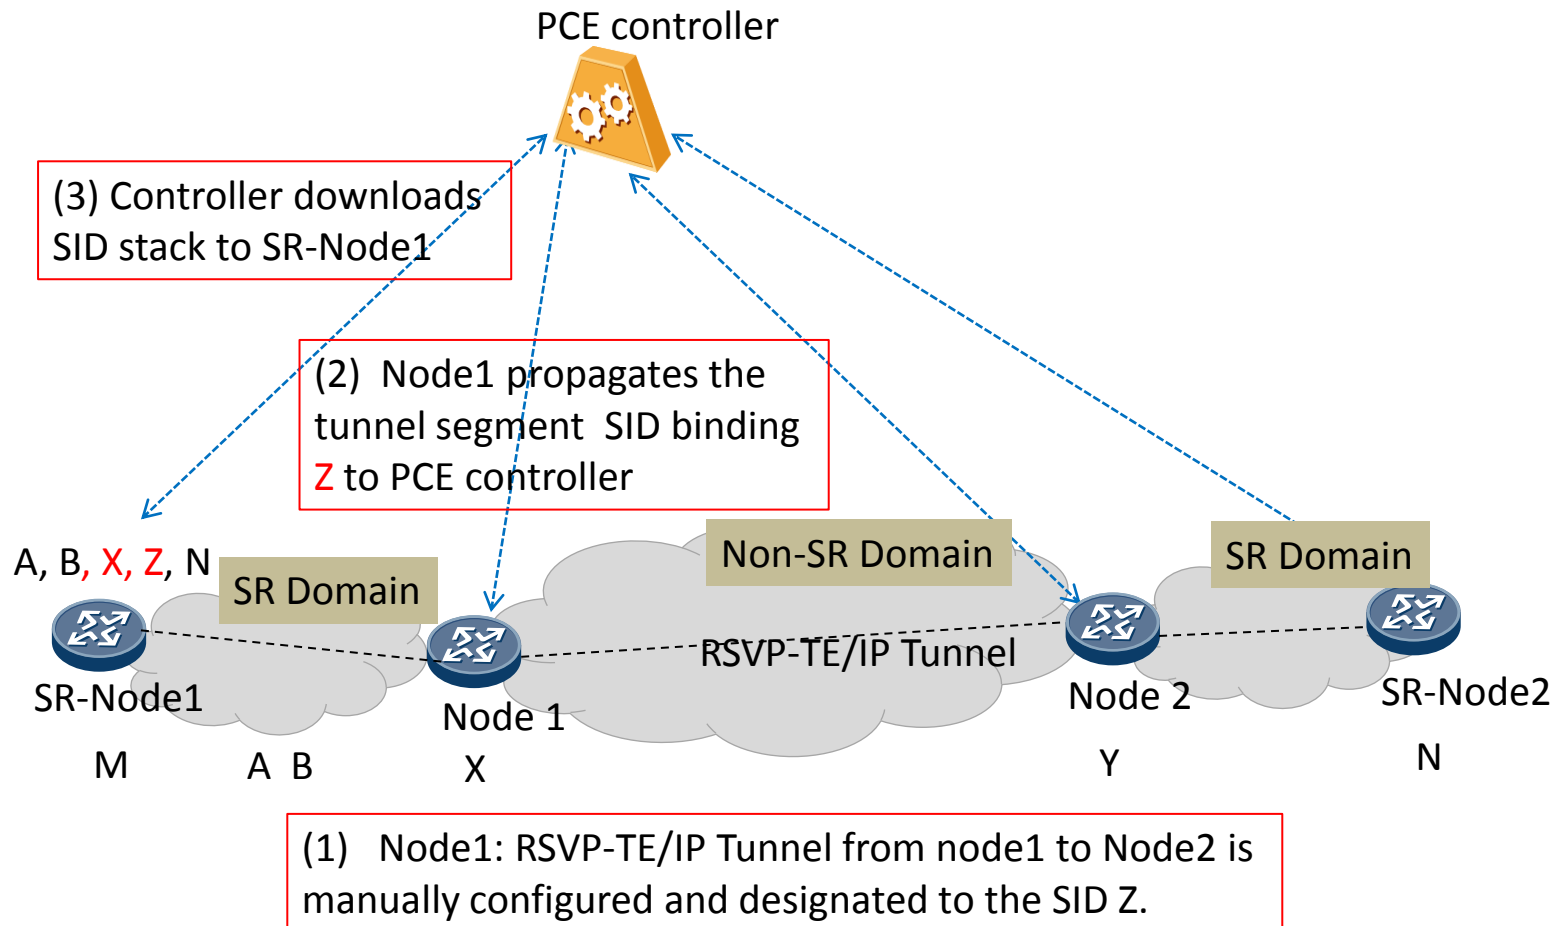 PCE controller
(3) Controller downloads
SID stack to SR-Node1
(2) Node1 propagates the
tunnel segment SID binding
Z to PCE controller
A, B, X, Z, N
SR Domain
Non-SR Domain
SR Domain
RSVP-TE/IP Tunnel
SR-Node1
Node 1
Node 2
SR-Node2
M
A B
X
Y
N
(1) Node1: RSVP-TE/IP Tunnel from node1 to Node2 is
manually configured and designated to the SID Z.